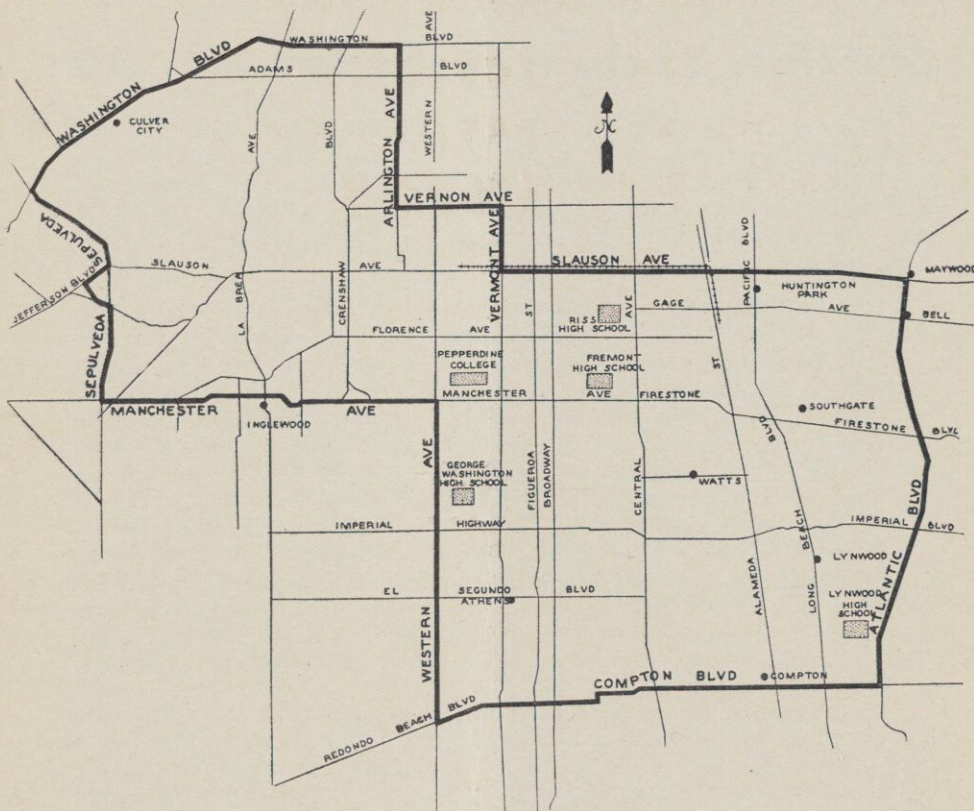 WASHINGTON
BLVD
WASHINGTON
AVE
BLVD
ADAMS
BLVD
WASHINGTON
BLVD
CULVER
CITY
AVE
BLVD
ARLINGTON AVE
WESTERN
N
VERNON AVE
SEPULVEDA
SLAUSON
AVE
VERMONT AVE
SLAUSON AVE
PACIFIC BLVD
MAYWOOD
JEFFERSON BLVD
LA BREA
CRENSHAW
ST
AVE
HUNTINGTON
PARK
GAGE
AVE
BELL
RISS
HIGH SCHOOL
FLORENCE AVE
SEPULVEDA
PEPPERDINE
COLLEGE
FREMONT
HIGH SCHOOL
ST
MANCHESTER AVE
MANCHESTER
AVE
FIRESTONE
BLVD
SOUTHGATE
FIRESTONE
BLVD
INGLEWOOD
AVE
GEORGE
WASHINGTON
HIGH SCHOOL
FIGUEROA
BROADWAY
CENTRAL
WATTS
BLVD
IMPERIAL
HIGHWAY
BEACH
IMPERIAL
BLVD
LYNWOOD
EL
SEGUNDO
BLVD
ATHENS
ALAMEDA
LONG
LYNWOOD
HIGH
SCHOOL
ATLANTIC
WESTERN
COMPTON BLVD
COMPTON
REDONDO
BEACH
BLVD